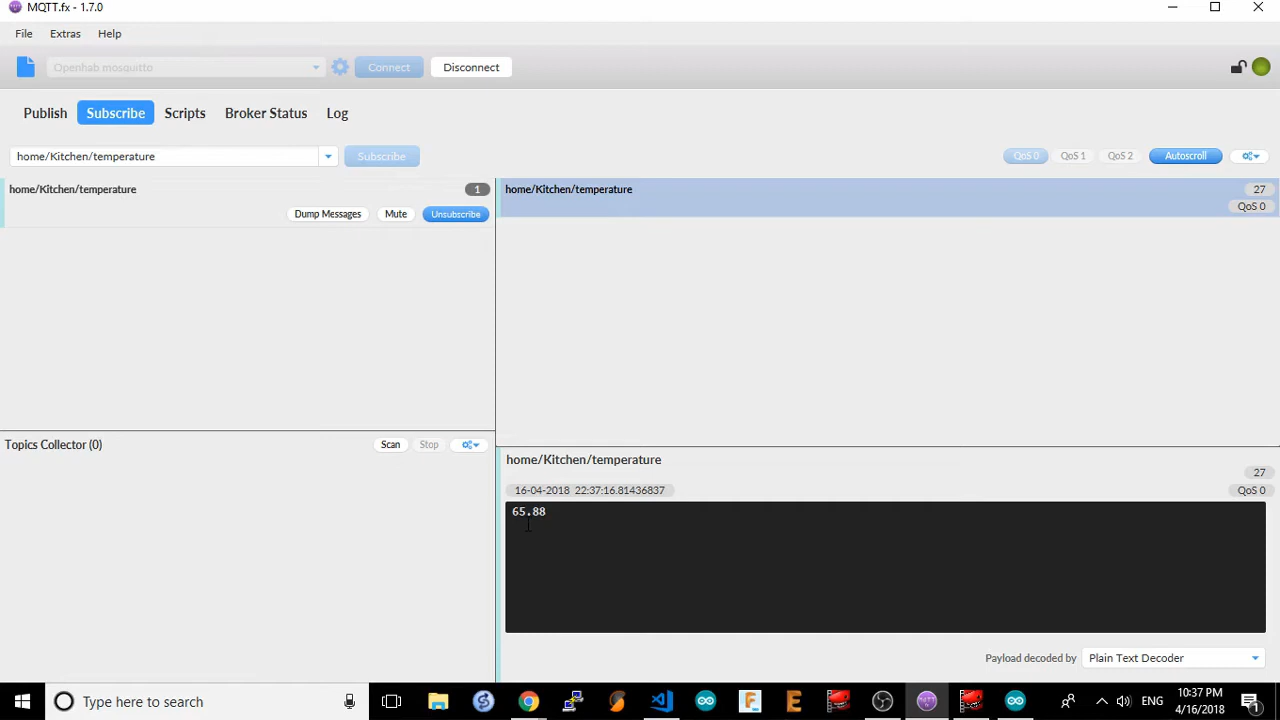 MQTT.fx - 1.7.0
File Extras Help
Openhab mosquitto Connect Disconnect
Publish Subscribe Scripts Broker Status Log
home/Kitchen/temperature Subscribe QoS 0 QoS 1 QoS 2 Autoscroll
home/Kitchen/temperature 1
Dump Messages Mute Unsubscribe
home/Kitchen/temperature 27
QoS 0
Topics Collector (0) Scan Stop
home/Kitchen/temperature
27
16-04-2018 22:37:16.81436837 QoS 0
65.88
Payload decoded by Plain Text Decoder
Type here to search
ENG
10:37 PM
4/16/2018
1